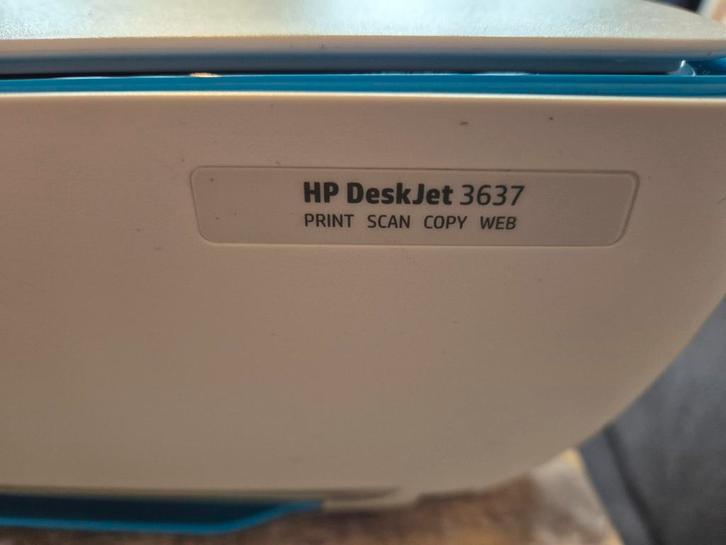 HP DeskJet 3637
PRINT SCAN COPY WEB